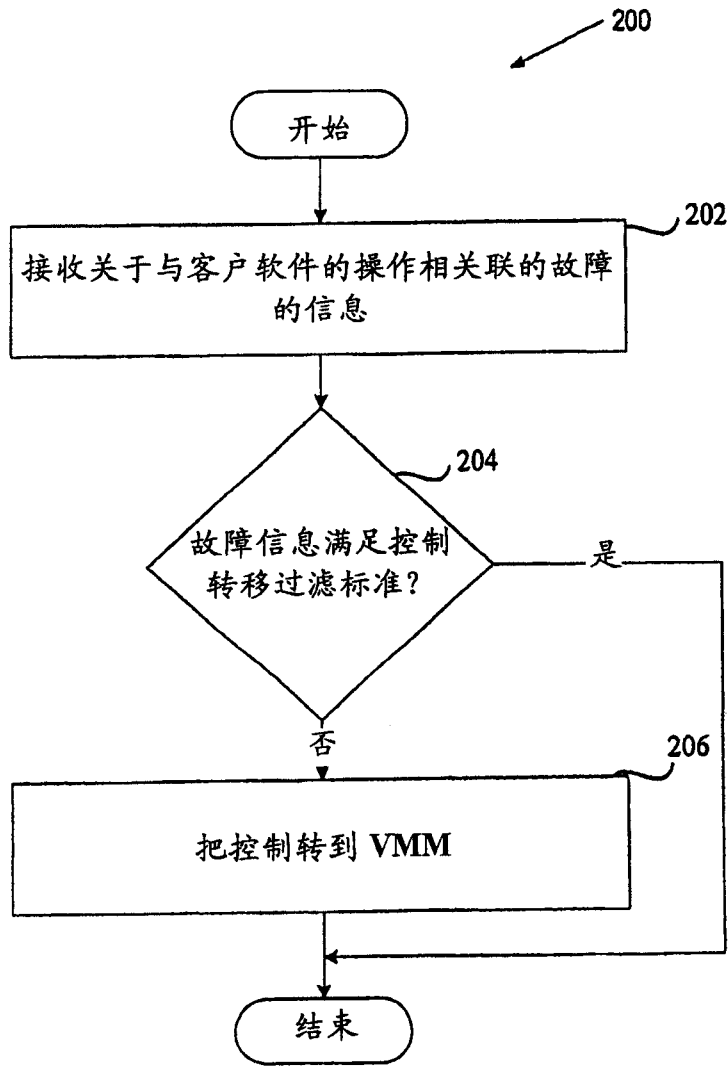 200
开始
202
接收关于与客户软件的操作相关联的故障
的信息
204
故障信息满足控制
转移过滤标准？
是
否
206
把控制转到 VMM
结束